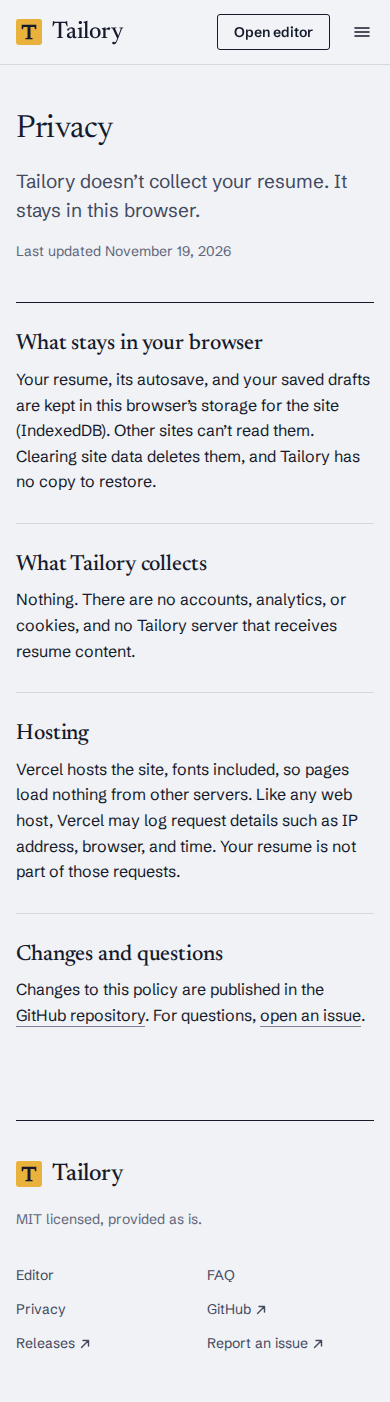 T Tailory
Open editor
Privacy
Tailory doesn’t collect your resume. It
stays in this browser.
Last updated November 19, 2026
What stays in your browser
Your resume, its autosave, and your saved drafts
are kept in this browser’s storage for the site
(IndexedDB). Other sites can’t read them.
Clearing site data deletes them, and Tailory has
no copy to restore.
What Tailory collects
Nothing. There are no accounts, analytics, or
cookies, and no Tailory server that receives
resume content.
Hosting
Vercel hosts the site, fonts included, so pages
load nothing from other servers. Like any web
host, Vercel may log request details such as IP
address, browser, and time. Your resume is not
part of those requests.
Changes and questions
Changes to this policy are published in the
GitHub repository. For questions, open an issue.
T Tailory
MIT licensed, provided as is.
Editor
FAQ
Privacy
GitHub ↗
Releases ↗
Report an issue ↗